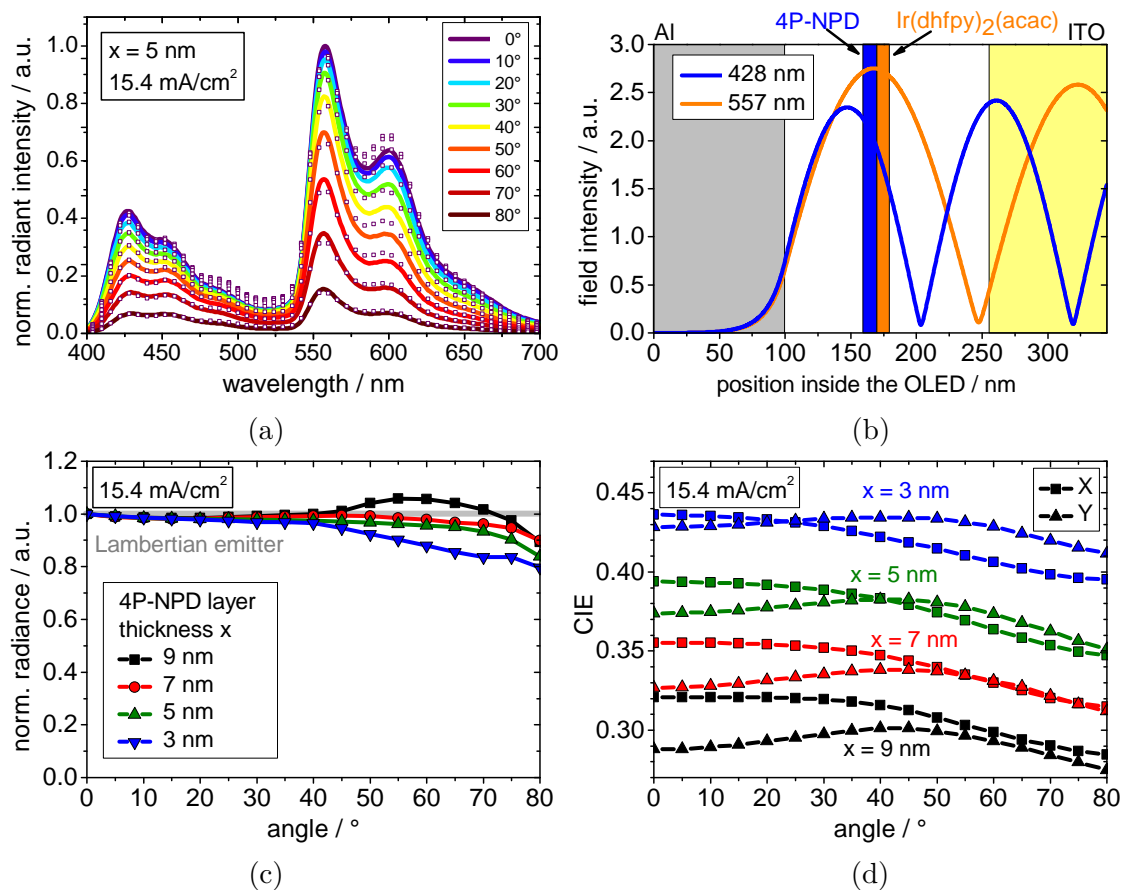 x = 5 nm
15.4 mA/cm²
0°
10°
20°
30°
40°
50°
60°
70°
80°
norm. radiant intensity / a.u.
1.0
0.8
0.6
0.4
0.2
0.0
400 450 500 550 600 650 700
wavelength / nm
(a)
4P-NPD Ir(dhfpy)₂(acac)
Al ITO
428 nm
557 nm
field intensity / a.u.
3.0
2.5
2.0
1.5
1.0
0.5
0.0
0 50 100 150 200 250 300
position inside the OLED / nm
(b)
15.4 mA/cm²
Lambertian emitter
4P-NPD layer
thickness x
9 nm
7 nm
5 nm
3 nm
norm. radiance / a.u.
1.2
1.0
0.8
0.6
0.4
0.2
0.0
0 10 20 30 40 50 60 70 80
angle / °
(c)
15.4 mA/cm²
X
Y
x = 3 nm
x = 5 nm
x = 7 nm
x = 9 nm
CIE
0.45
0.40
0.35
0.30
0 10 20 30 40 50 60 70 80
angle / °
(d)